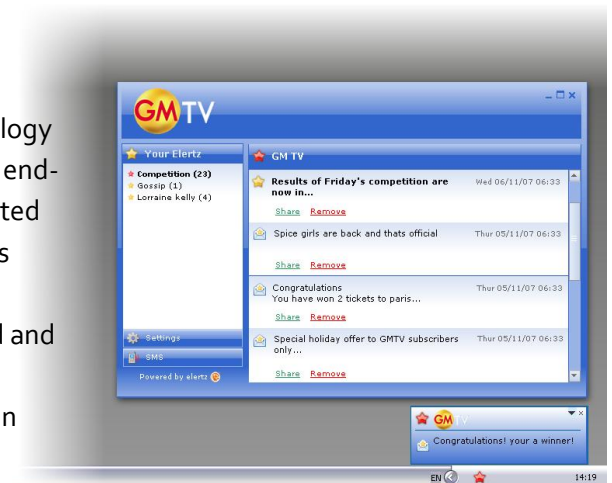 logy
end-
ted
s
l and
n
GMTV
Your Elertz
Competition (23)
Gossip (1)
Lorraine kelly (4)
Settings
SMS
Powered by elertz
GM TV
Results of Friday's competition are
now in...
Wed 06/11/07 06:33
Share Remove
Spice girls are back and thats official
Thur 05/11/07 06:33
Share Remove
Congratulations
You have won 2 tickets to paris...
Thur 05/11/07 06:33
Share Remove
Special holiday offer to GMTV subscribers
only...
Thur 05/11/07 06:33
Share Remove
GMTV
Congratulations! your a winner!
EN
14:19